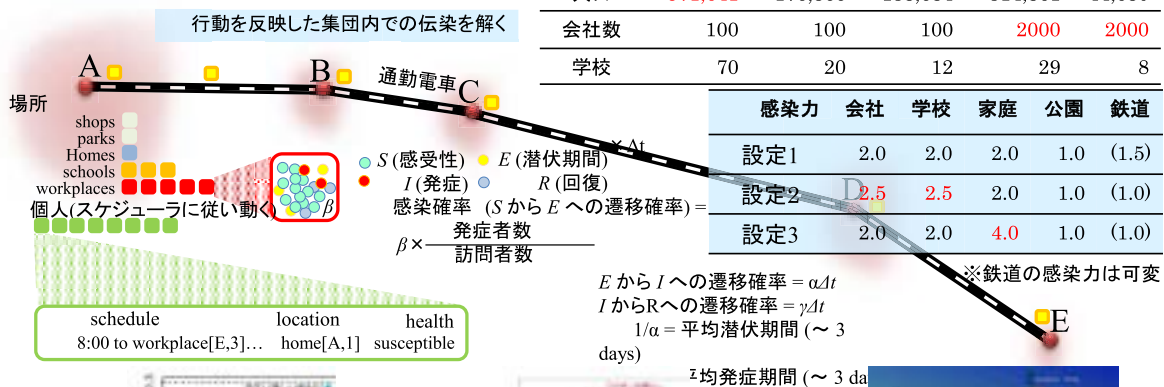 行動を反映した集団内での伝染を解く
会社数 100 100 100 2000 2000
学校 70 20 12 29 8
A
B
C
D
E
通勤電車
場所
shops
parks
Homes
schools
workplaces
個人(スケジューラに従い動く)
β
S (感受性) E (潜伏期間)
I (発症) R (回復)
感染確率 (S から E への遷移確率) =
β× 発症者数
訪問者数
× Δt
感染力 会社 学校 家庭 公園 鉄道
設定1 2.0 2.0 2.0 1.0 (1.5)
設定2 2.5 2.5 2.0 1.0 (1.0)
設定3 2.0 2.0 4.0 1.0 (1.0)
※鉄道の感染力は可変
E から I への遷移確率 = αΔt
I からRへの遷移確率 = γΔt
1/α = 平均潜伏期間 (～ 3
days)
均発症期間 (～ 3 da
schedule location health
8:00 to workplace[E,3]… home[A,1] susceptible